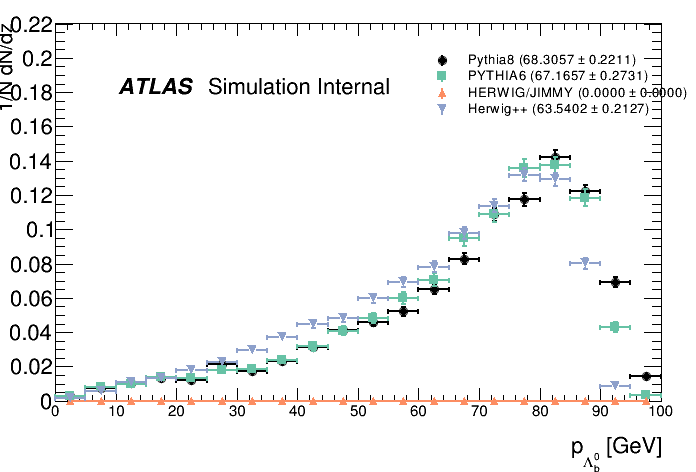 1/N dN/dz
0.22
0.2
0.18
0.16
0.14
0.12
0.1
0.08
0.06
0.04
0.02
0
ATLAS Simulation Internal
Pythia8 (68.3057 ± 0.2211)
PYTHIA6 (67.1657 ± 0.2731)
HERWIG/JIMMY (0.0000 ± 0.0000)
Herwig++ (63.5402 ± 0.2127)
0 10 20 30 40 50 60 70 80 90 100
p_{Λ_b^0} [GeV]